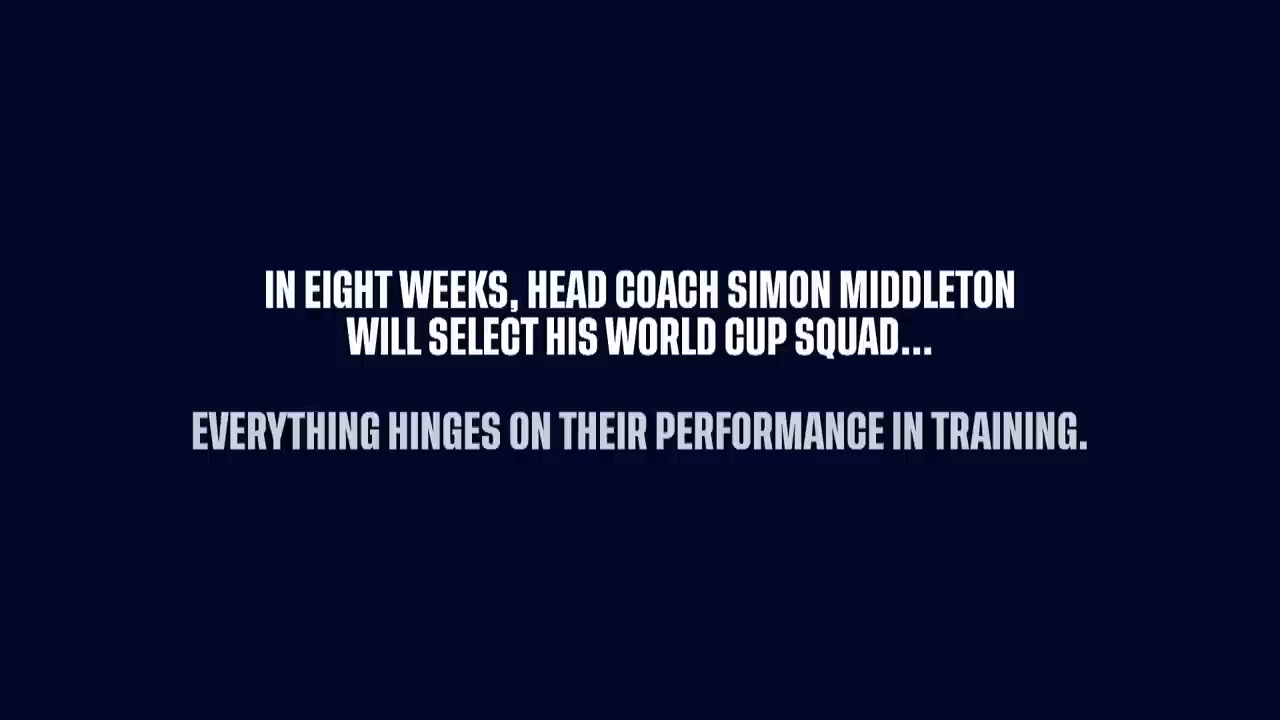 IN EIGHT WEEKS, HEAD COACH SIMON MIDDLETON
WILL SELECT HIS WORLD CUP SQUAD...
EVERYTHING HINGES ON THEIR PERFORMANCE IN TRAINING.